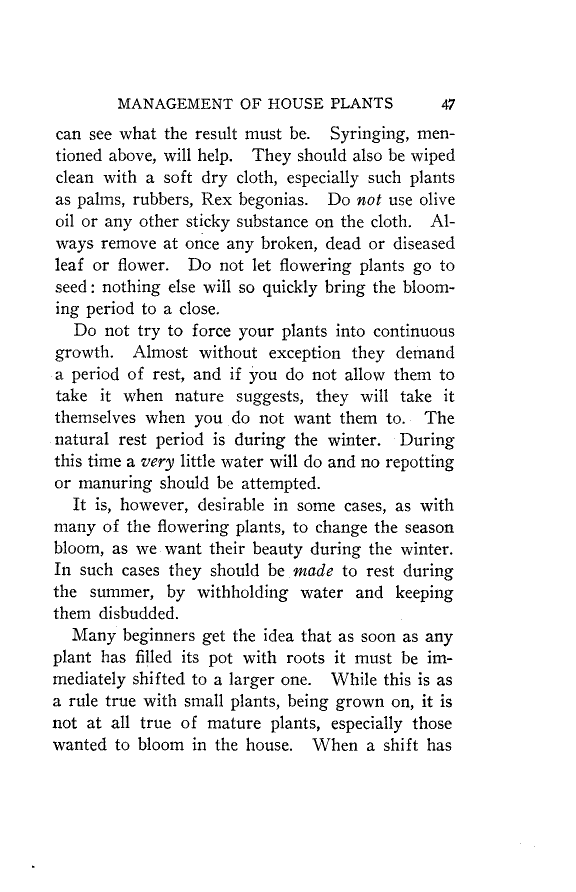 MANAGEMENT OF HOUSE PLANTS 47
can see what the result must be. Syringing, men-
tioned above, will help. They should also be wiped
clean with a soft dry cloth, especially such plants
as palms, rubbers, Rex begonias. Do not use olive
oil or any other sticky substance on the cloth. Al-
ways remove at once any broken, dead or diseased
leaf or flower. Do not let flowering plants go to
seed: nothing else will so quickly bring the bloom-
ing period to a close.
Do not try to force your plants into continuous
growth. Almost without exception they demand
a period of rest, and if you do not allow them to
take it when nature suggests, they will take it
themselves when you do not want them to. The
natural rest period is during the winter. During
this time a very little water will do and no repotting
or manuring should be attempted.
It is, however, desirable in some cases, as with
many of the flowering plants, to change the season
bloom, as we want their beauty during the winter.
In such cases they should be made to rest during
the summer, by withholding water and keeping
them disbudded.
Many beginners get the idea that as soon as any
plant has filled its pot with roots it must be im-
mediately shifted to a larger one. While this is as
a rule true with small plants, being grown on, it is
not at all true of mature plants, especially those
wanted to bloom in the house. When a shift has